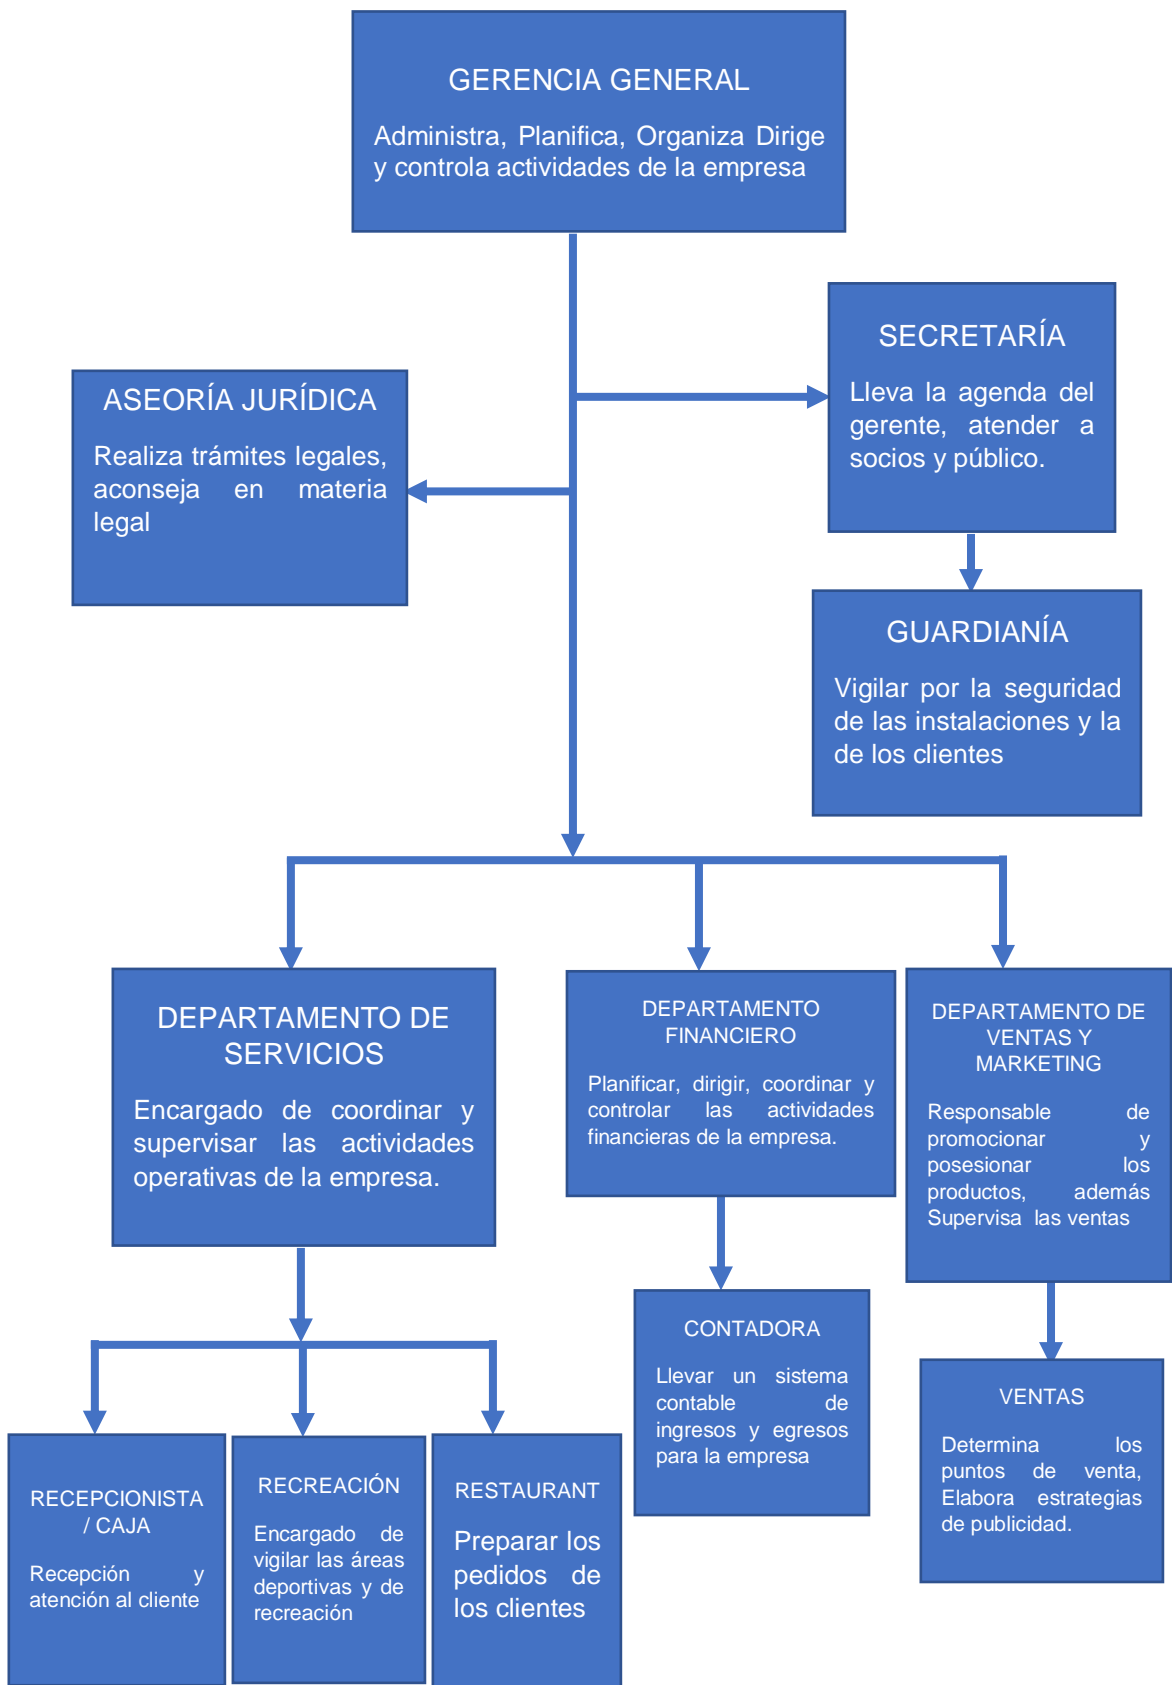 GERENCIA GENERAL
Administra, Planifica, Organiza Dirige
y controla actividades de la empresa
SECRETARÍA
Lleva la agenda del
gerente, atender a
socios y público.
ASEORÍA JURÍDICA
Realiza trámites legales,
aconseja en materia
legal
GUARDIANÍA
Vigilar por la seguridad
de las instalaciones y la
de los clientes
DEPARTAMENTO DE
SERVICIOS
Encargado de coordinar y
supervisar las actividades
operativas de la empresa.
DEPARTAMENTO
FINANCIERO
Planificar, dirigir, coordinar y
controlar las actividades
financieras de la empresa.
DEPARTAMENTO DE
VENTAS Y
MARKETING
Responsable de
promocionar y
posesionar los
productos, además
Supervisa las ventas
CONTADORA
Llevar un sistema
contable de
ingresos y egresos
para la empresa
VENTAS
Determina los
puntos de venta,
Elabora estrategias
de publicidad.
RECEPCIONISTA
/ CAJA
Recepción y
atención al cliente
RECREACIÓN
Encargado de
vigilar las áreas
deportivas y de
recreación
RESTAURANT
Preparar los
pedidos de
los clientes